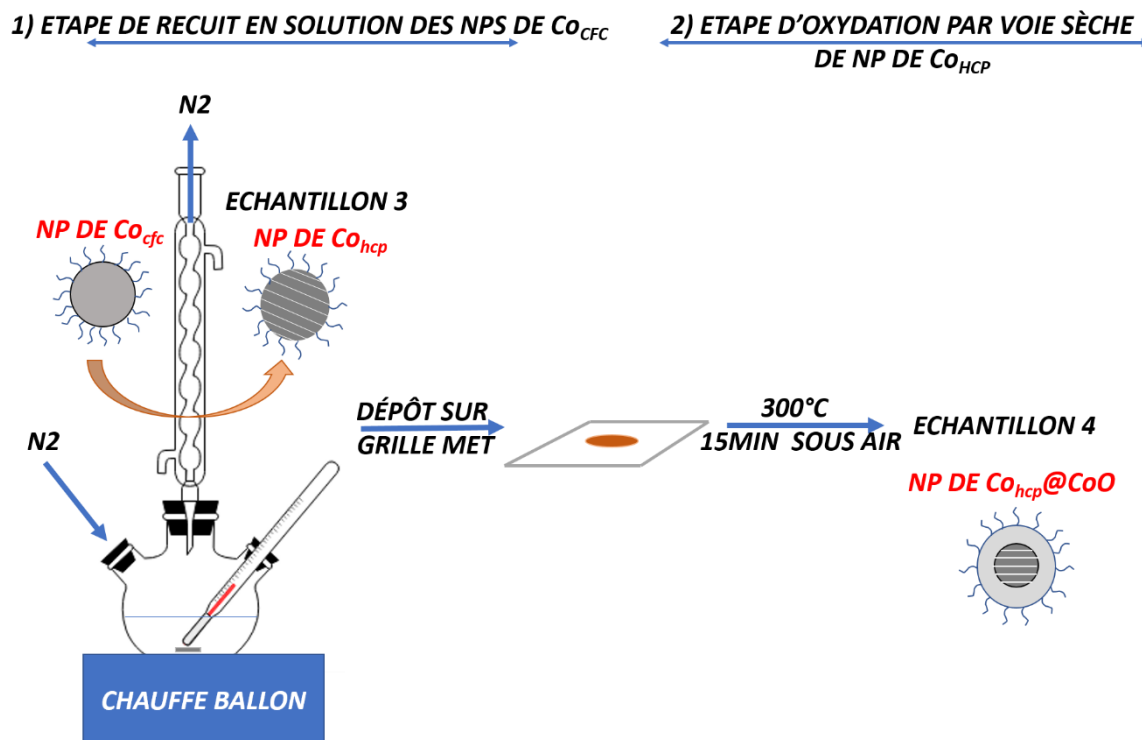 1) ETAPE DE RECUIT EN SOLUTION DES NPS DE CoCFC
2) ETAPE D'OXYDATION PAR VOIE SÈCHE
DE NP DE CoHCP
N2
ECHANTILLON 3
NP DE Cocfc
NP DE Cohcp
N2
DÉPÔT SUR
GRILLE MET
300°C
15MIN SOUS AIR
ECHANTILLON 4
NP DE Cohcp@CoO
CHAUFFE BALLON